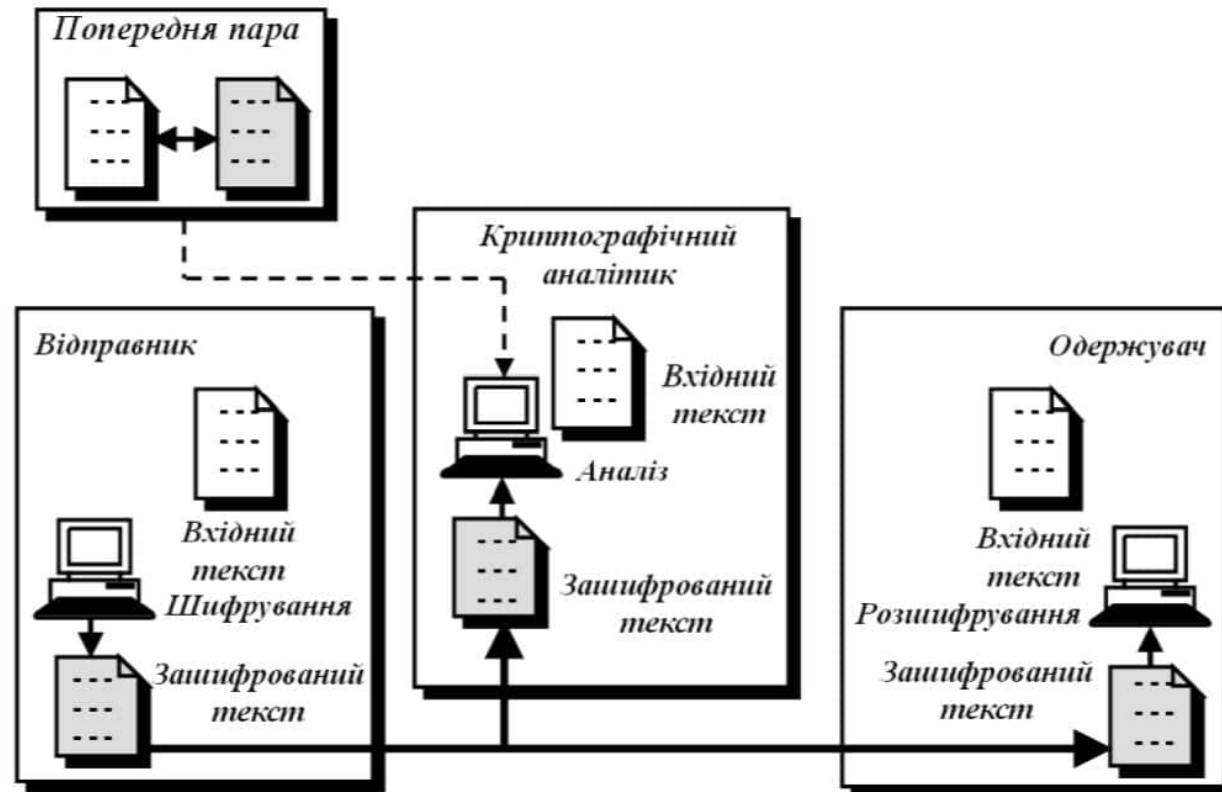 Попередня пара
Криптографічний
аналітик
Вхідний
текст
Аналіз
Зашифрований
текст
Відправник
Вхідний
текст
Шифрування
Зашифрований
текст
Одержувач
Вхідний
текст
Розшифрування
Зашифрований
текст